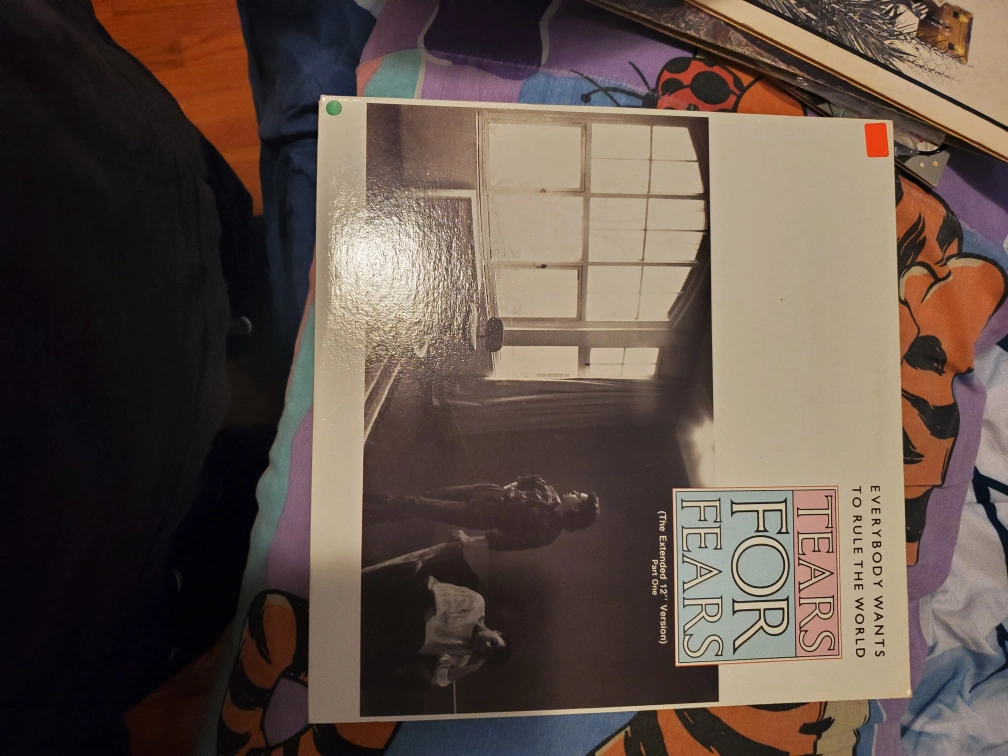 EVERYBODY WANTS
TO RULE THE WORLD
TEARS
FOR
FEARS
(The Extended 12" Version)
Part One